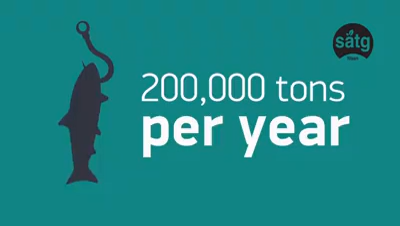 satg
200,000 tons
per year